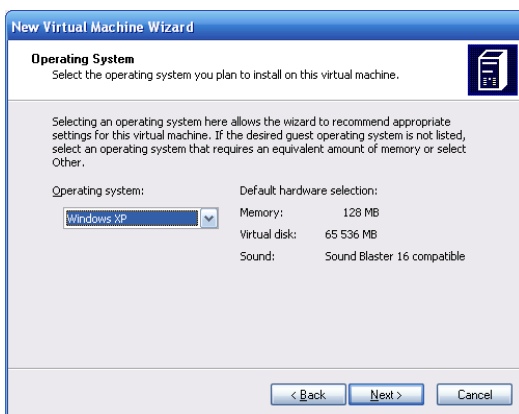 New Virtual Machine Wizard
Operating System
Select the operating system you plan to install on this virtual machine.
Selecting an operating system here allows the wizard to recommend appropriate
settings for this virtual machine. If the desired guest operating system is not listed,
select an operating system that requires an equivalent amount of memory or select
Other.
Operating system:
Windows XP
Default hardware selection:
Memory: 128 MB
Virtual disk: 65 536 MB
Sound: Sound Blaster 16 compatible
< Back
Next >
Cancel